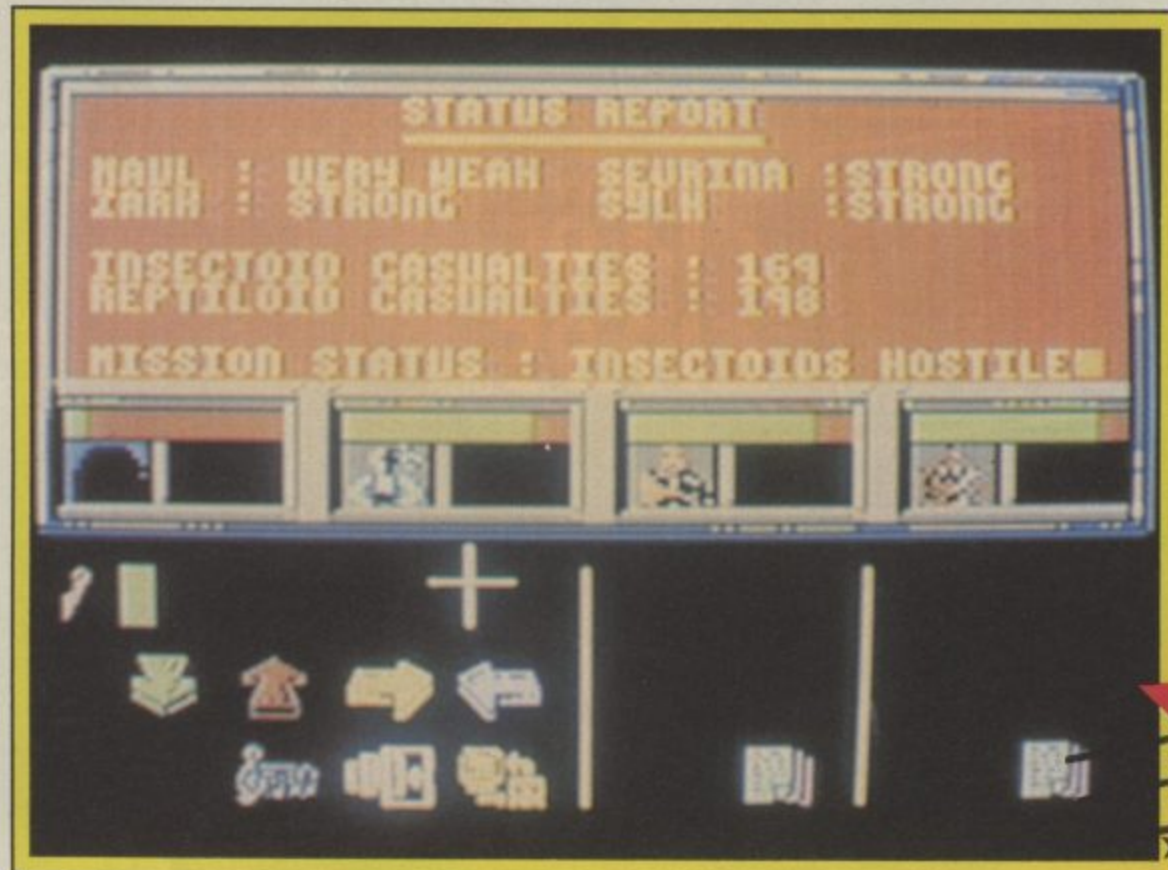 STATUS REPORT
MAUL : VERY WEAK SEVRINA :STRONG
ZARK : STRONG SYLK :STRONG
INSECTOID CASUALTIES : 169
REPTILOID CASUALTIES : 198
MISSION STATUS : INSECTOIDS HOSTILE